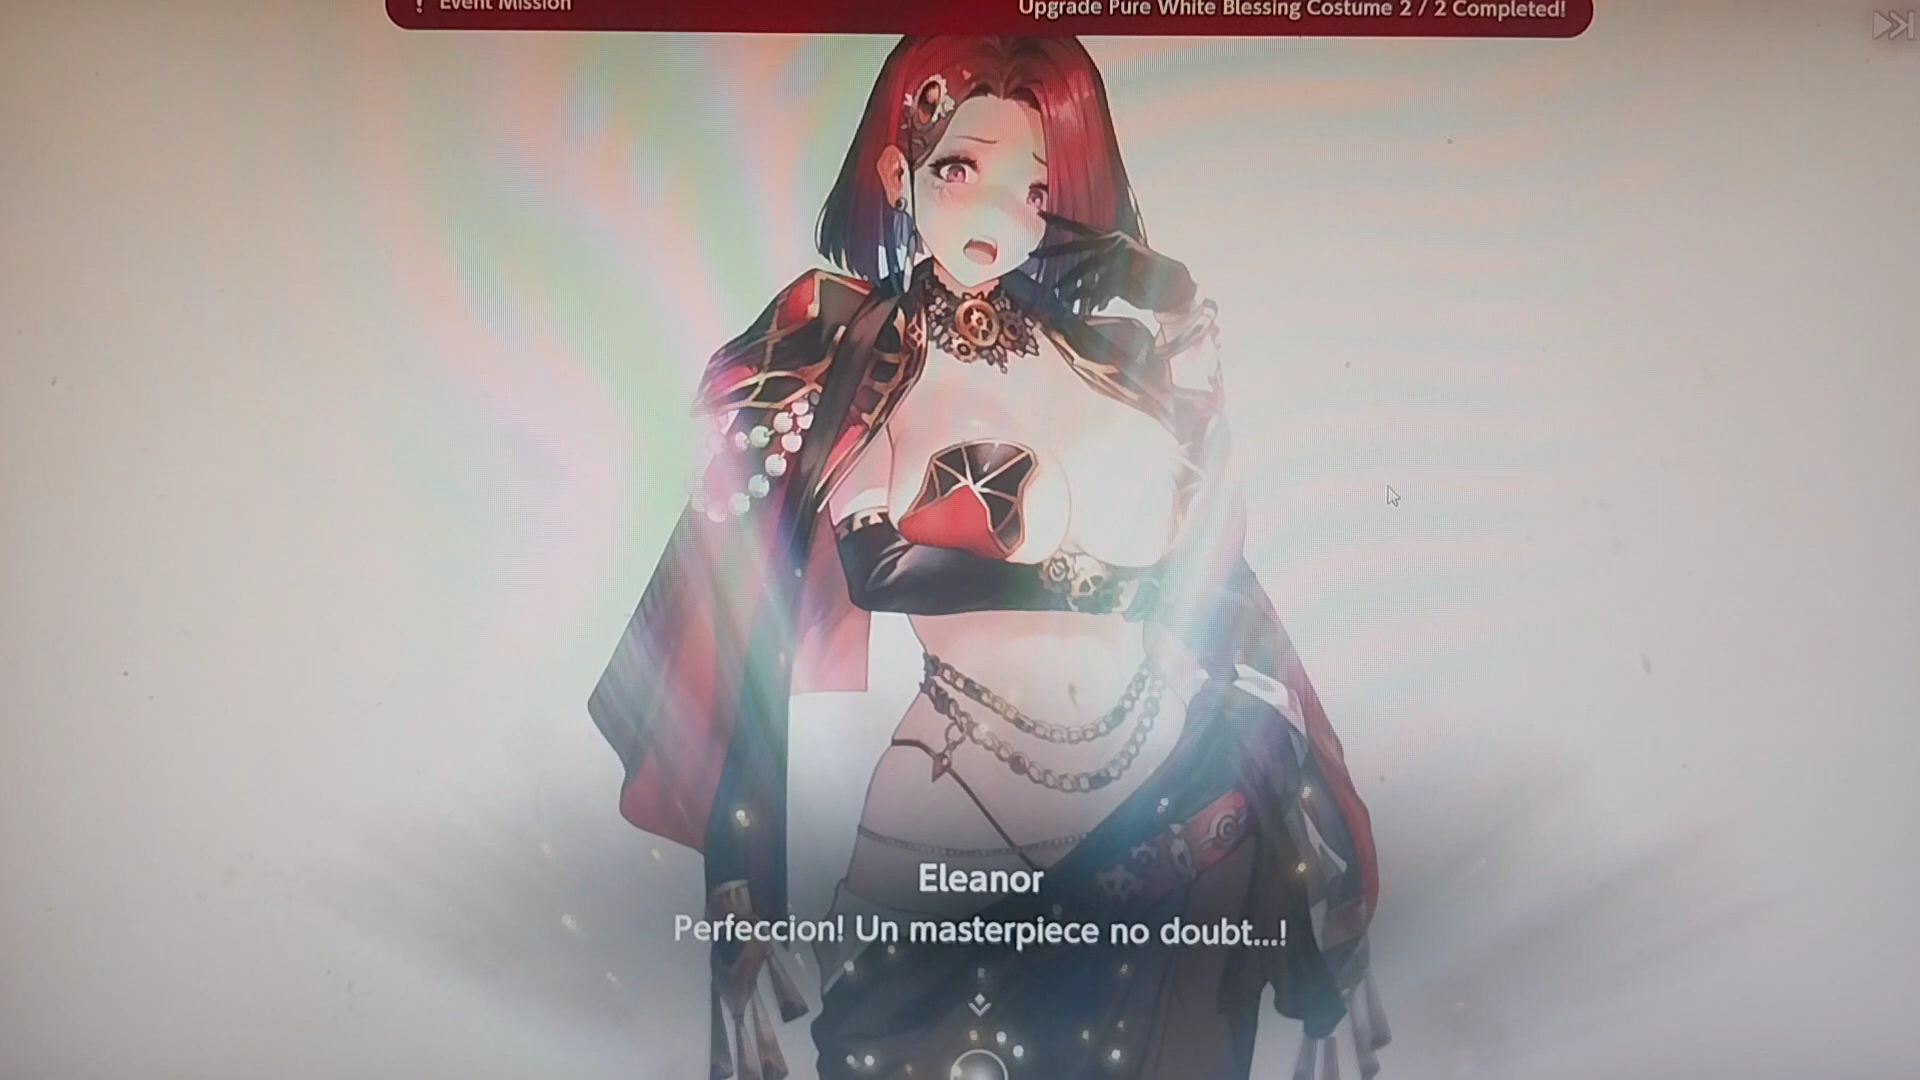 ! Event Mission
Upgrade Pure White Blessing Costume 2 / 2 Completed!
Eleanor
Perfeccion! Un masterpiece no doubt...!